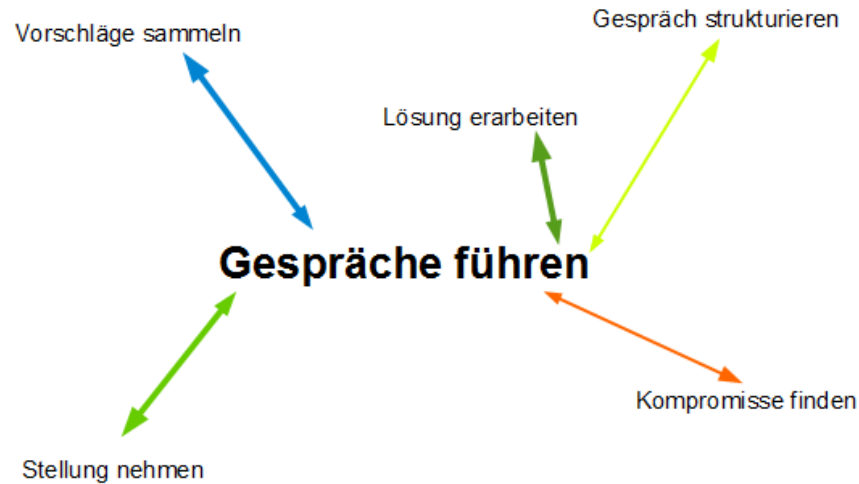 Vorschläge sammeln
Gespräch strukturieren
Lösung erarbeiten
Gespräche führen
Kompromisse finden
Stellung nehmen